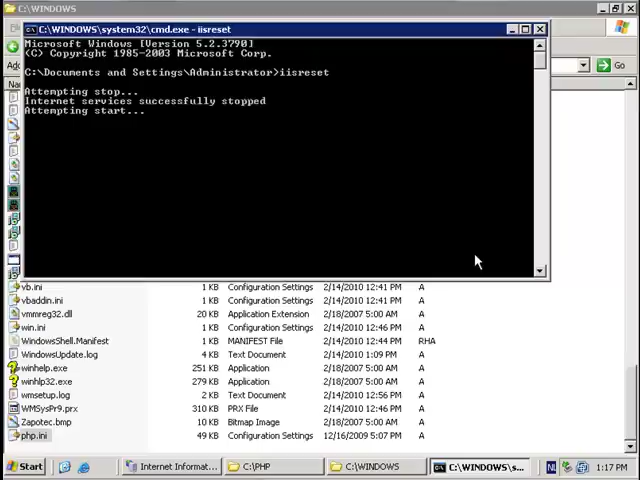 C:\WINDOWS
C:\WINDOWS\system32\cmd.exe - iisreset
Microsoft Windows [Version 5.2.3790]
(C) Copyright 1985-2003 Microsoft Corp.
C:\Documents and Settings\Administrator>iisreset
Attempting stop...
Internet services successfully stopped
Attempting start...
Go
vb.ini 1 KB Configuration Settings 2/14/2010 12:41 PM A
vbaddin.ini 1 KB Configuration Settings 2/14/2010 12:41 PM A
vmmreg32.dll 20 KB Application Extension 2/18/2007 5:00 AM A
win.ini 1 KB Configuration Settings 2/14/2010 12:46 PM A
WindowsShell.Manifest 1 KB MANIFEST File 2/14/2010 12:44 PM RHA
WindowsUpdate.log 4 KB Text Document 2/14/2010 1:09 PM A
winhelp.exe 251 KB Application 2/18/2007 5:00 AM A
winhlp32.exe 279 KB Application 2/18/2007 5:00 AM A
wmsetup.log 2 KB Text Document 2/14/2010 12:56 PM A
WMSysPr9.prx 310 KB PRX File 2/14/2010 12:46 PM A
Zapotec.bmp 10 KB Bitmap Image 2/18/2007 5:00 AM A
php.ini 49 KB Configuration Settings 12/16/2009 5:07 PM A
Start Internet Informat... C:\PHP C:\WINDOWS C:\WINDOWS\s... NL 1:17 PM